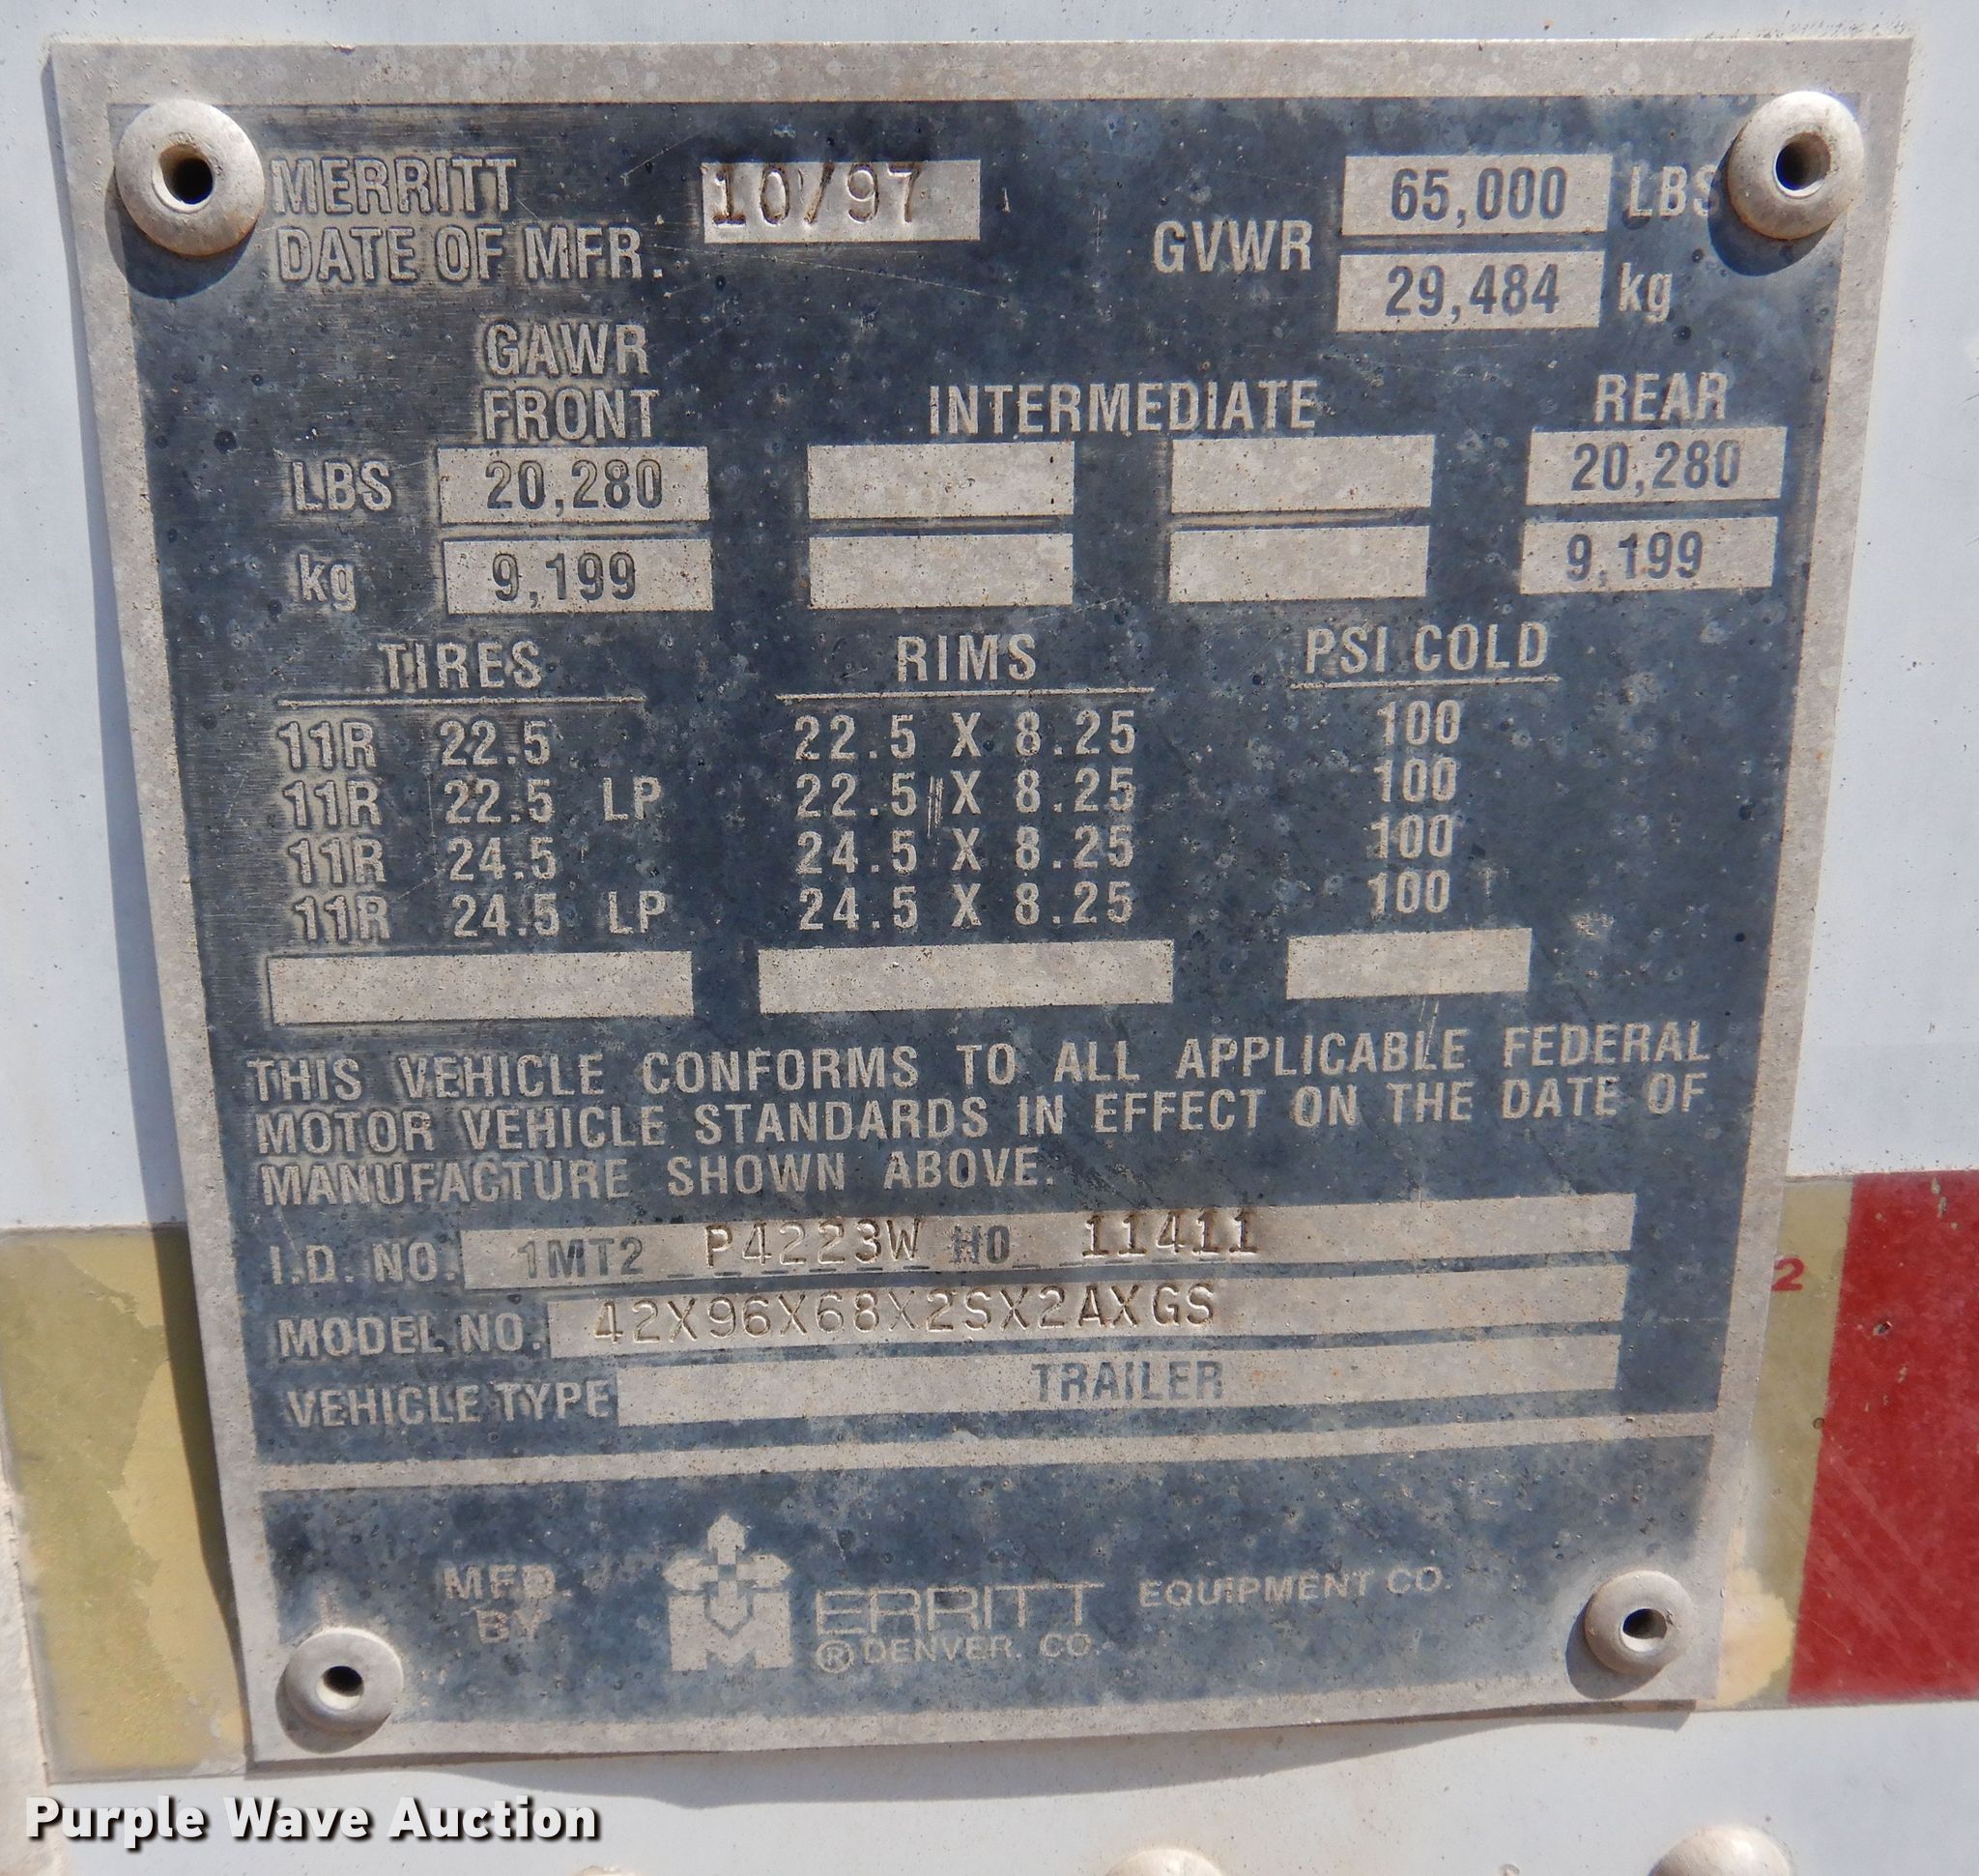 MERRITT
DATE OF MFR. 10/97
GVWR 65,000 LBS
29,484 kg
GAWR
FRONT INTERMEDIATE REAR
LBS 20,280 20,280
kg 9,199 9,199
TIRES RIMS PSI COLD
11R 22.5 22.5 X 8.25 100
11R 22.5 LP 22.5 X 8.25 100
11R 24.5 24.5 X 8.25 100
11R 24.5 LP 24.5 X 8.25 100
THIS VEHICLE CONFORMS TO ALL APPLICABLE FEDERAL
MOTOR VEHICLE STANDARDS IN EFFECT ON THE DATE OF
MANUFACTURE SHOWN ABOVE.
I.D. NO. 1MT2 P4223W HO 11411
MODEL NO. 42X96X68X2SX2AXGS
VEHICLE TYPE TRAILER
2
MFD.
BY
MERRITT EQUIPMENT CO.
® DENVER, CO.
Purple Wave Auction